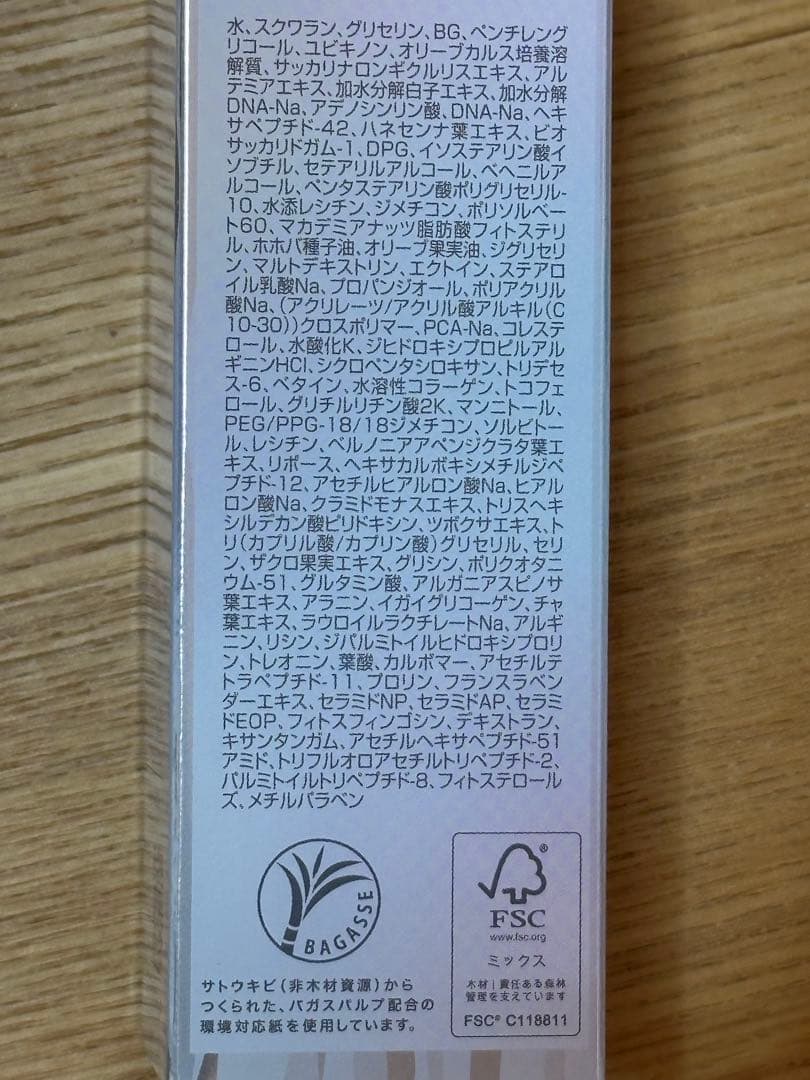 水、スクワラン、グリセリン、BG、ペンチレング
リコール、ユビキノン、オリーブカルス培養溶
解質、サッカリナロンギクルリスエキス、アル
テミアエキス、加水分解白子エキス、加水分解
DNA-Na、アデノシンリン酸、DNA-Na、ヘキ
サペプチド-42、ハネセンナ葉エキス、ビオ
サッカリドガム-1、DPG、イソステアリン酸イ
ソブチル、セテアリルアルコール、ベヘニルア
ルコール、ペンタステアリン酸ポリグリセリル-
10、水添レシチン、ジメチコン、ポリソルベー
ト60、マカデミアナッツ脂肪酸フィトステリ
ル、ホホバ種子油、オリーブ果実油、ジグリセリ
ン、マルトデキストリン、エクトイン、ステアロ
イル乳酸Na、プロパンジオール、ポリアクリル
酸Na、(アクリレーツ/アクリル酸アルキル(C
10-30))クロスポリマー、PCA-Na、コレステ
ロール、水酸化K、ジヒドロキシプロピルアル
ギニンHCl、シクロペンタシロキサン、トリデセ
ス-6、ベタイン、水溶性コラーゲン、トコフェ
ロール、グリチルリチン酸2K、マンニトール、
PEG/PPG-18/18ジメチコン、ソルビトー
ル、レシチン、ベルノニアアペンジクラタ葉エ
キス、リボース、ヘキサカルボキシメチルジペ
プチド-12、アセチルヒアルロン酸Na、ヒアル
ロン酸Na、クラミドモナスエキス、トリスヘキ
シルデカン酸ピリドキシン、ツボクサエキス、ト
リ(カプリル酸/カプリン酸)グリセリル、セリ
ン、ザクロ果実エキス、グリシン、ポリクオタニ
ウム-51、グルタミン酸、アルガニアスピノサ
葉エキス、アラニン、イガイグリコーゲン、チャ
葉エキス、ラウロイルラクチレートNa、アルギ
ニン、リシン、ジパルミトイルヒドロキシプロリ
ン、トレオニン、葉酸、カルボマー、アセチルテ
トラペプチド-11、プロリン、フランスラベン
ダーエキス、セラミドNP、セラミドAP、セラミ
ドEOP、フィトスフィンゴシン、デキストラン、
キサンタンガム、アセチルヘキサペプチド-51
アミド、トリフルオロアセチルトリペプチド-2、
パルミトイルトリペプチド-8、フィトステロール
ズ、メチルパラベン
BAGASSE
サトウキビ(非木材資源)から
つくられた、バガスパルプ配合の
環境対応紙を使用しています。
®
FSC
www.fsc.org
ミックス
木材|責任ある森林
管理を支えています
FSC® C118811